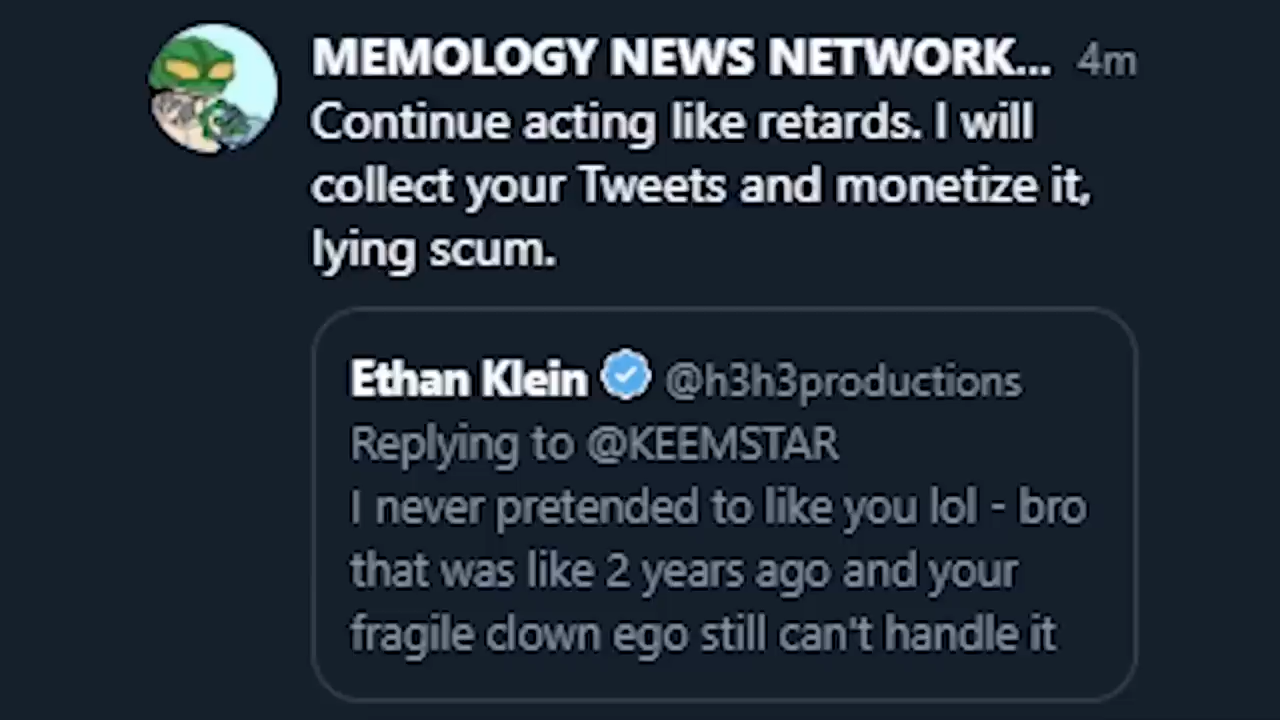 MEMOLOGY NEWS NETWORK... 4m
Continue acting like retards. I will
collect your Tweets and monetize it,
lying scum.
Ethan Klein @h3h3productions
Replying to @KEEMSTAR
I never pretended to like you lol - bro
that was like 2 years ago and your
fragile clown ego still can't handle it